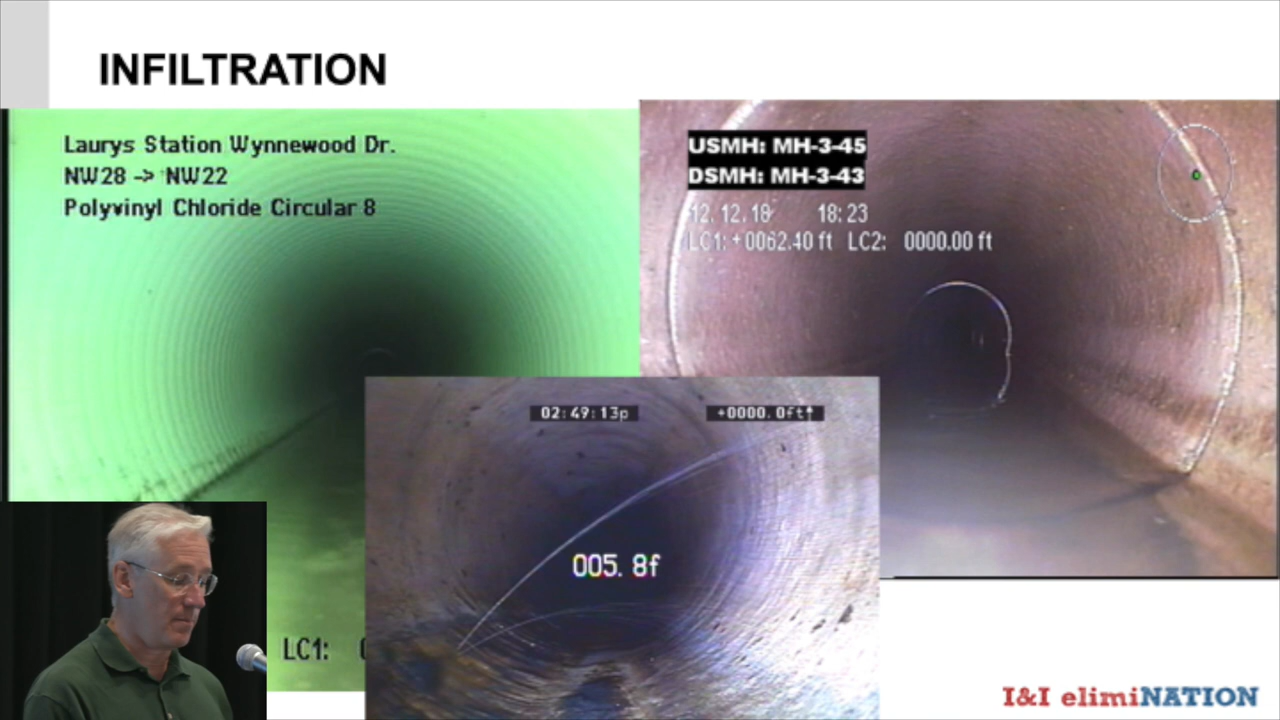 INFILTRATION
Laurys Station Wynnewood Dr.
NW28 -> NW22
Polyvinyl Chloride Circular 8
LC1:
USMH: MH-3-45
DSMH: MH-3-43
12.12.18 18:23
LC1: +0062.40 ft LC2: 0000.00 ft
02:49:13p +0000.0ft↑
005.8f
I&I elimiNATION